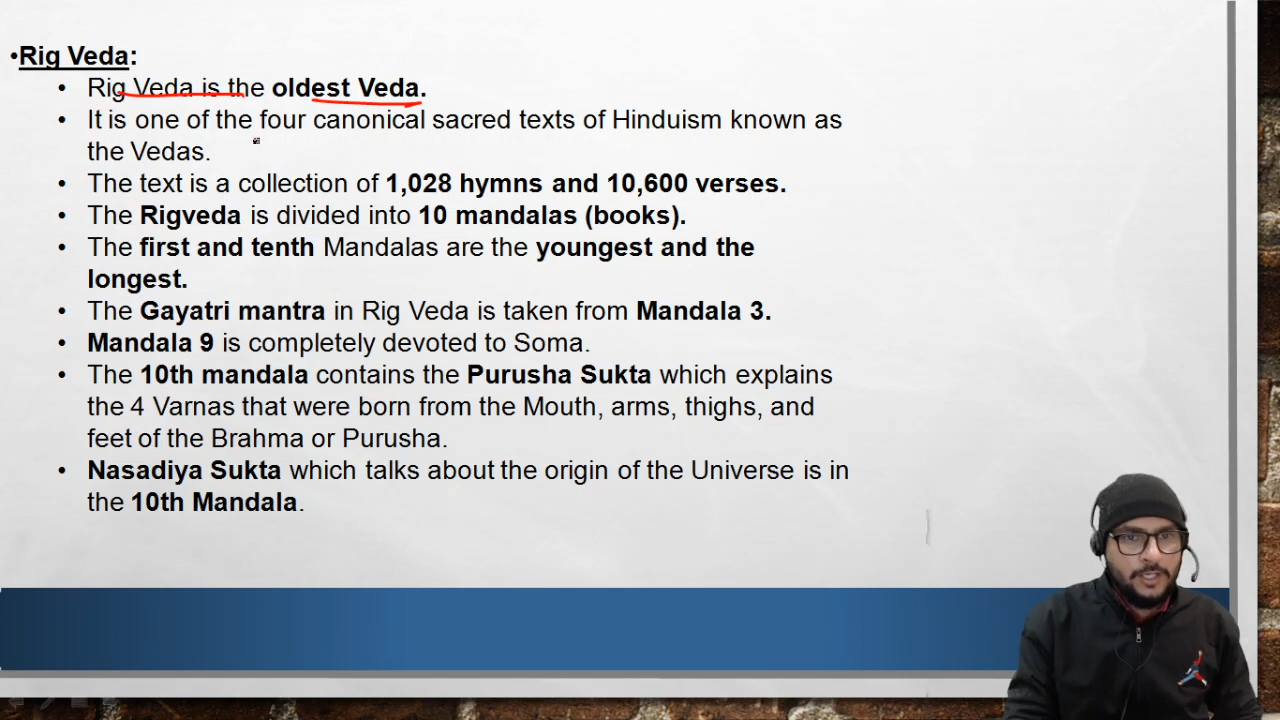 •Rig Veda:
• Rig Veda is the oldest Veda.
• It is one of the four canonical sacred texts of Hinduism known as
the Vedas.
• The text is a collection of 1,028 hymns and 10,600 verses.
• The Rigveda is divided into 10 mandalas (books).
• The first and tenth Mandalas are the youngest and the
longest.
• The Gayatri mantra in Rig Veda is taken from Mandala 3.
• Mandala 9 is completely devoted to Soma.
• The 10th mandala contains the Purusha Sukta which explains
the 4 Varnas that were born from the Mouth, arms, thighs, and
feet of the Brahma or Purusha.
• Nasadiya Sukta which talks about the origin of the Universe is in
the 10th Mandala.